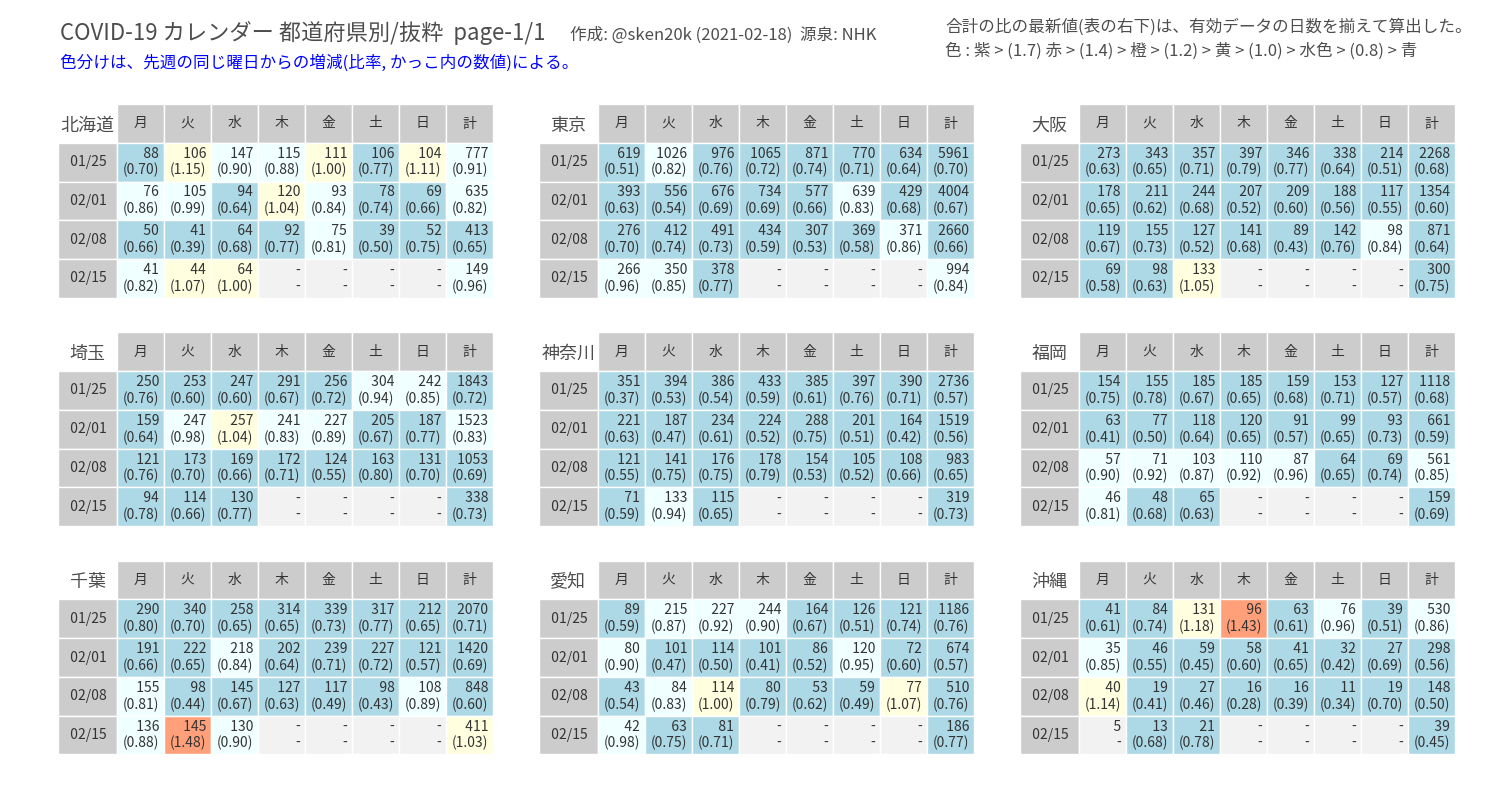 COVID-19 カレンダー 都道府県別/抜粋 page-1/1 作成: @sken20k (2021-02-18) 源泉: NHK
合計の比の最新値(表の右下)は、有効データの日数を揃えて算出した。
色分けは、先週の同じ曜日からの増減(比率, かっこ内の数値)による。
色 : 紫 > (1.7) 赤 > (1.4) 橙 > (1.2) > 黄 > (1.0) > 水色 > (0.8) > 青
北海道 月 火 水 木 金 土 日 計
01/25 88 106 147 115 111 106 104 777
(0.70) (1.15) (0.90) (0.88) (1.00) (0.77) (1.11) (0.91)
02/01 76 105 94 120 93 78 69 635
(0.86) (0.99) (0.64) (1.04) (0.84) (0.74) (0.66) (0.82)
02/08 50 41 64 92 75 39 52 413
(0.66) (0.39) (0.68) (0.77) (0.81) (0.50) (0.75) (0.65)
02/15 41 44 64 - - - - 149
(0.82) (1.07) (1.00) - - - - (0.96)
東京 月 火 水 木 金 土 日 計
01/25 619 1026 976 1065 871 770 634 5961
(0.51) (0.82) (0.76) (0.72) (0.74) (0.71) (0.64) (0.70)
02/01 393 556 676 734 577 639 429 4004
(0.63) (0.54) (0.69) (0.69) (0.66) (0.83) (0.68) (0.67)
02/08 276 412 491 434 307 369 371 2660
(0.70) (0.74) (0.73) (0.59) (0.53) (0.58) (0.86) (0.66)
02/15 266 350 378 - - - - 994
(0.96) (0.85) (0.77) - - - - (0.84)
大阪 月 火 水 木 金 土 日 計
01/25 273 343 357 397 346 338 214 2268
(0.63) (0.65) (0.71) (0.79) (0.77) (0.64) (0.51) (0.68)
02/01 178 211 244 207 209 188 117 1354
(0.65) (0.62) (0.68) (0.52) (0.60) (0.56) (0.55) (0.60)
02/08 119 155 127 141 89 142 98 871
(0.67) (0.73) (0.52) (0.68) (0.43) (0.76) (0.84) (0.64)
02/15 69 98 133 - - - - 300
(0.58) (0.63) (1.05) - - - - (0.75)
埼玉 月 火 水 木 金 土 日 計
01/25 250 253 247 291 256 304 242 1843
(0.76) (0.60) (0.60) (0.67) (0.72) (0.94) (0.85) (0.72)
02/01 159 247 257 241 227 205 187 1523
(0.64) (0.98) (1.04) (0.83) (0.89) (0.67) (0.77) (0.83)
02/08 121 173 169 172 124 163 131 1053
(0.76) (0.70) (0.66) (0.71) (0.55) (0.80) (0.70) (0.69)
02/15 94 114 130 - - - - 338
(0.78) (0.66) (0.77) - - - - (0.73)
神奈川 月 火 水 木 金 土 日 計
01/25 351 394 386 433 385 397 390 2736
(0.37) (0.53) (0.54) (0.59) (0.61) (0.76) (0.71) (0.57)
02/01 221 187 234 224 288 201 164 1519
(0.63) (0.47) (0.61) (0.52) (0.75) (0.51) (0.42) (0.56)
02/08 121 141 176 178 154 105 108 983
(0.55) (0.75) (0.75) (0.79) (0.53) (0.52) (0.66) (0.65)
02/15 71 133 115 - - - - 319
(0.59) (0.94) (0.65) - - - - (0.73)
福岡 月 火 水 木 金 土 日 計
01/25 154 155 185 185 159 153 127 1118
(0.75) (0.78) (0.67) (0.65) (0.68) (0.71) (0.57) (0.68)
02/01 63 77 118 120 91 99 93 661
(0.41) (0.50) (0.64) (0.65) (0.57) (0.65) (0.73) (0.59)
02/08 57 71 103 110 87 64 69 561
(0.90) (0.92) (0.87) (0.92) (0.96) (0.65) (0.74) (0.85)
02/15 46 48 65 - - - - 159
(0.81) (0.68) (0.63) - - - - (0.69)
千葉 月 火 水 木 金 土 日 計
01/25 290 340 258 314 339 317 212 2070
(0.80) (0.70) (0.65) (0.65) (0.73) (0.77) (0.65) (0.71)
02/01 191 222 218 202 239 227 121 1420
(0.66) (0.65) (0.84) (0.64) (0.71) (0.72) (0.57) (0.69)
02/08 155 98 145 127 117 98 108 848
(0.81) (0.44) (0.67) (0.63) (0.49) (0.43) (0.89) (0.60)
02/15 136 145 130 - - - - 411
(0.88) (1.48) (0.90) - - - - (1.03)
愛知 月 火 水 木 金 土 日 計
01/25 89 215 227 244 164 126 121 1186
(0.59) (0.87) (0.92) (0.90) (0.67) (0.51) (0.74) (0.76)
02/01 80 101 114 101 86 120 72 674
(0.90) (0.47) (0.50) (0.41) (0.52) (0.95) (0.60) (0.57)
02/08 43 84 114 80 53 59 77 510
(0.54) (0.83) (1.00) (0.79) (0.62) (0.49) (1.07) (0.76)
02/15 42 63 81 - - - - 186
(0.98) (0.75) (0.71) - - - - (0.77)
沖縄 月 火 水 木 金 土 日 計
01/25 41 84 131 96 63 76 39 530
(0.61) (0.74) (1.18) (1.43) (0.61) (0.96) (0.51) (0.86)
02/01 35 46 59 58 41 32 27 298
(0.85) (0.55) (0.45) (0.60) (0.65) (0.42) (0.69) (0.56)
02/08 40 19 27 16 16 11 19 148
(1.14) (0.41) (0.46) (0.28) (0.39) (0.34) (0.70) (0.50)
02/15 5 13 21 - - - - 39
- (0.68) (0.78) - - - - (0.45)